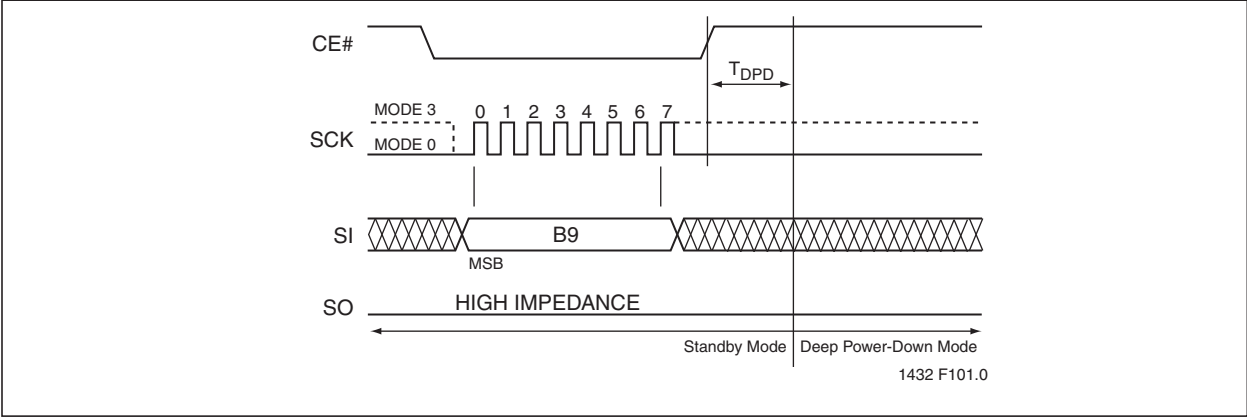 CE#
TDPD
MODE 3
0 1 2 3 4 5 6 7
SCK
MODE 0
SI
B9
MSB
SO
HIGH IMPEDANCE
Standby Mode
Deep Power-Down Mode
1432 F101.0